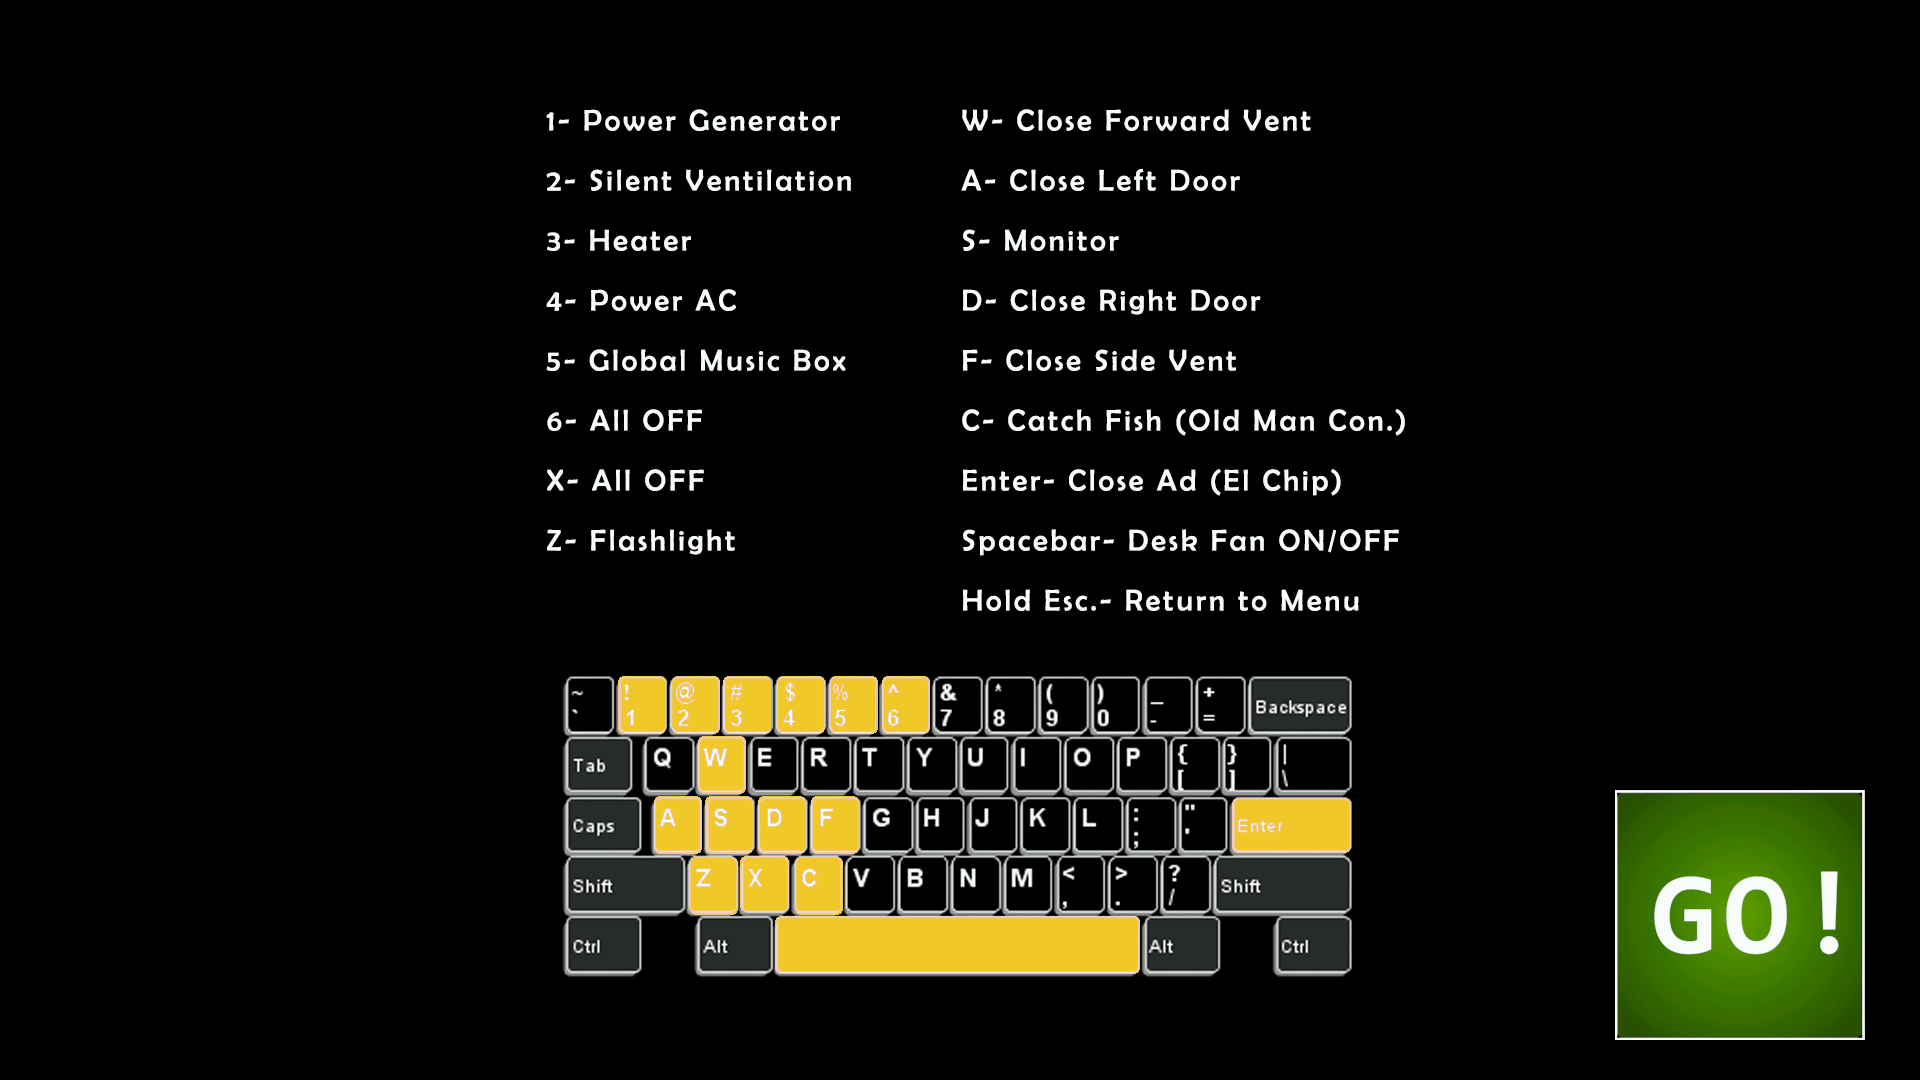 1- Power Generator
2- Silent Ventilation
3- Heater
4- Power AC
5- Global Music Box
6- All OFF
X- All OFF
Z- Flashlight
W- Close Forward Vent
A- Close Left Door
S- Monitor
D- Close Right Door
F- Close Side Vent
C- Catch Fish (Old Man Con.)
Enter- Close Ad (El Chip)
Spacebar- Desk Fan ON/OFF
Hold Esc.- Return to Menu
~ ! @ # $ % ^ & * ( ) _ +
` 1 2 3 4 5 6 7 8 9 0 - = Backspace
Tab Q W E R T Y U I O P { } |
[ ] \
Caps A S D F G H J K L : " Enter
; '
Shift Z X C V B N M < > ? Shift
, . /
Ctrl Alt Alt Ctrl
GO!